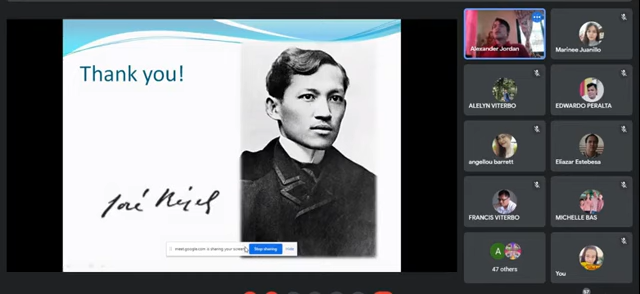 Thank you!
José Rizal
meet.google.com is sharing your screen.
Stop sharing
Hide
Alexander Jordan
Marinee Juanillo
ALELYN VITERBO
EDWARDO PERALTA
angellou barrett
Eliazar Estebesa
FRANCIS VITERBO
MICHELLE BAS
A
47 others
You